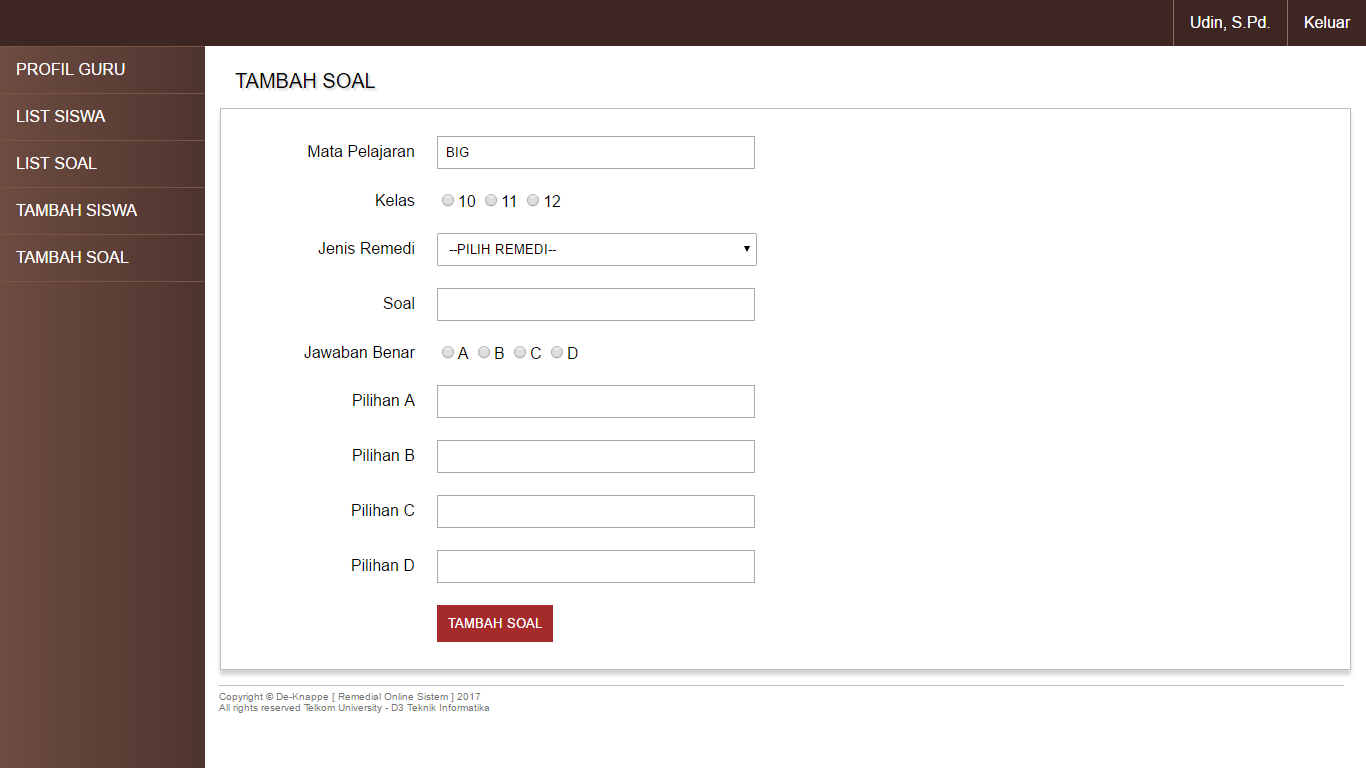 Udin, S.Pd. Keluar
PROFIL GURU
LIST SISWA
LIST SOAL
TAMBAH SISWA
TAMBAH SOAL
TAMBAH SOAL
Mata Pelajaran BIG
Kelas 10 11 12
Jenis Remedi --PILIH REMEDI--
Soal
Jawaban Benar A B C D
Pilihan A
Pilihan B
Pilihan C
Pilihan D
TAMBAH SOAL
Copyright © De-Knappe [ Remedial Online Sistem ] 2017
All rights reserved Telkom University - D3 Teknik Informatika